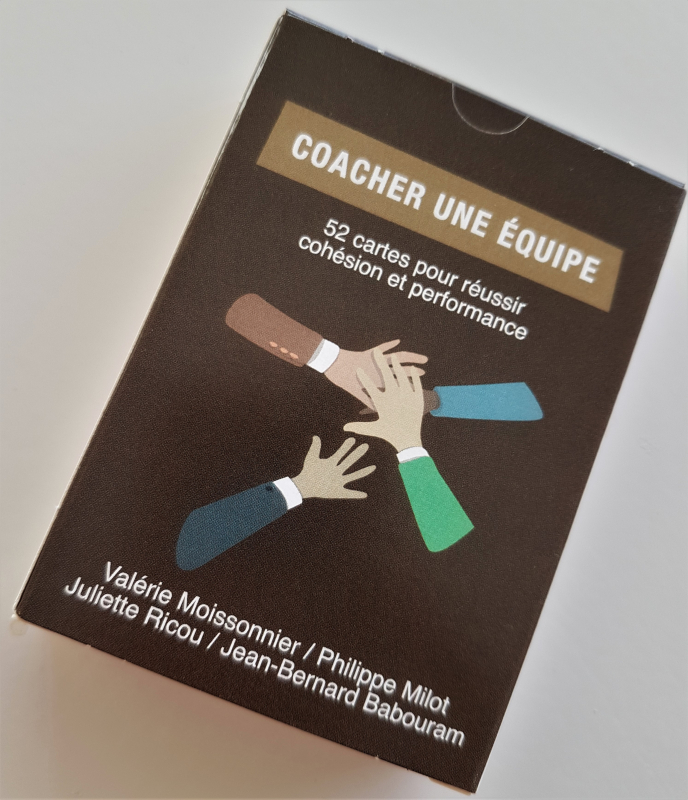 COACHER UNE ÉQUIPE
52 cartes pour réussir
cohésion et performance
Valérie Moissonnier / Philippe Milot
Juliette Ricou / Jean-Bernard Babouram